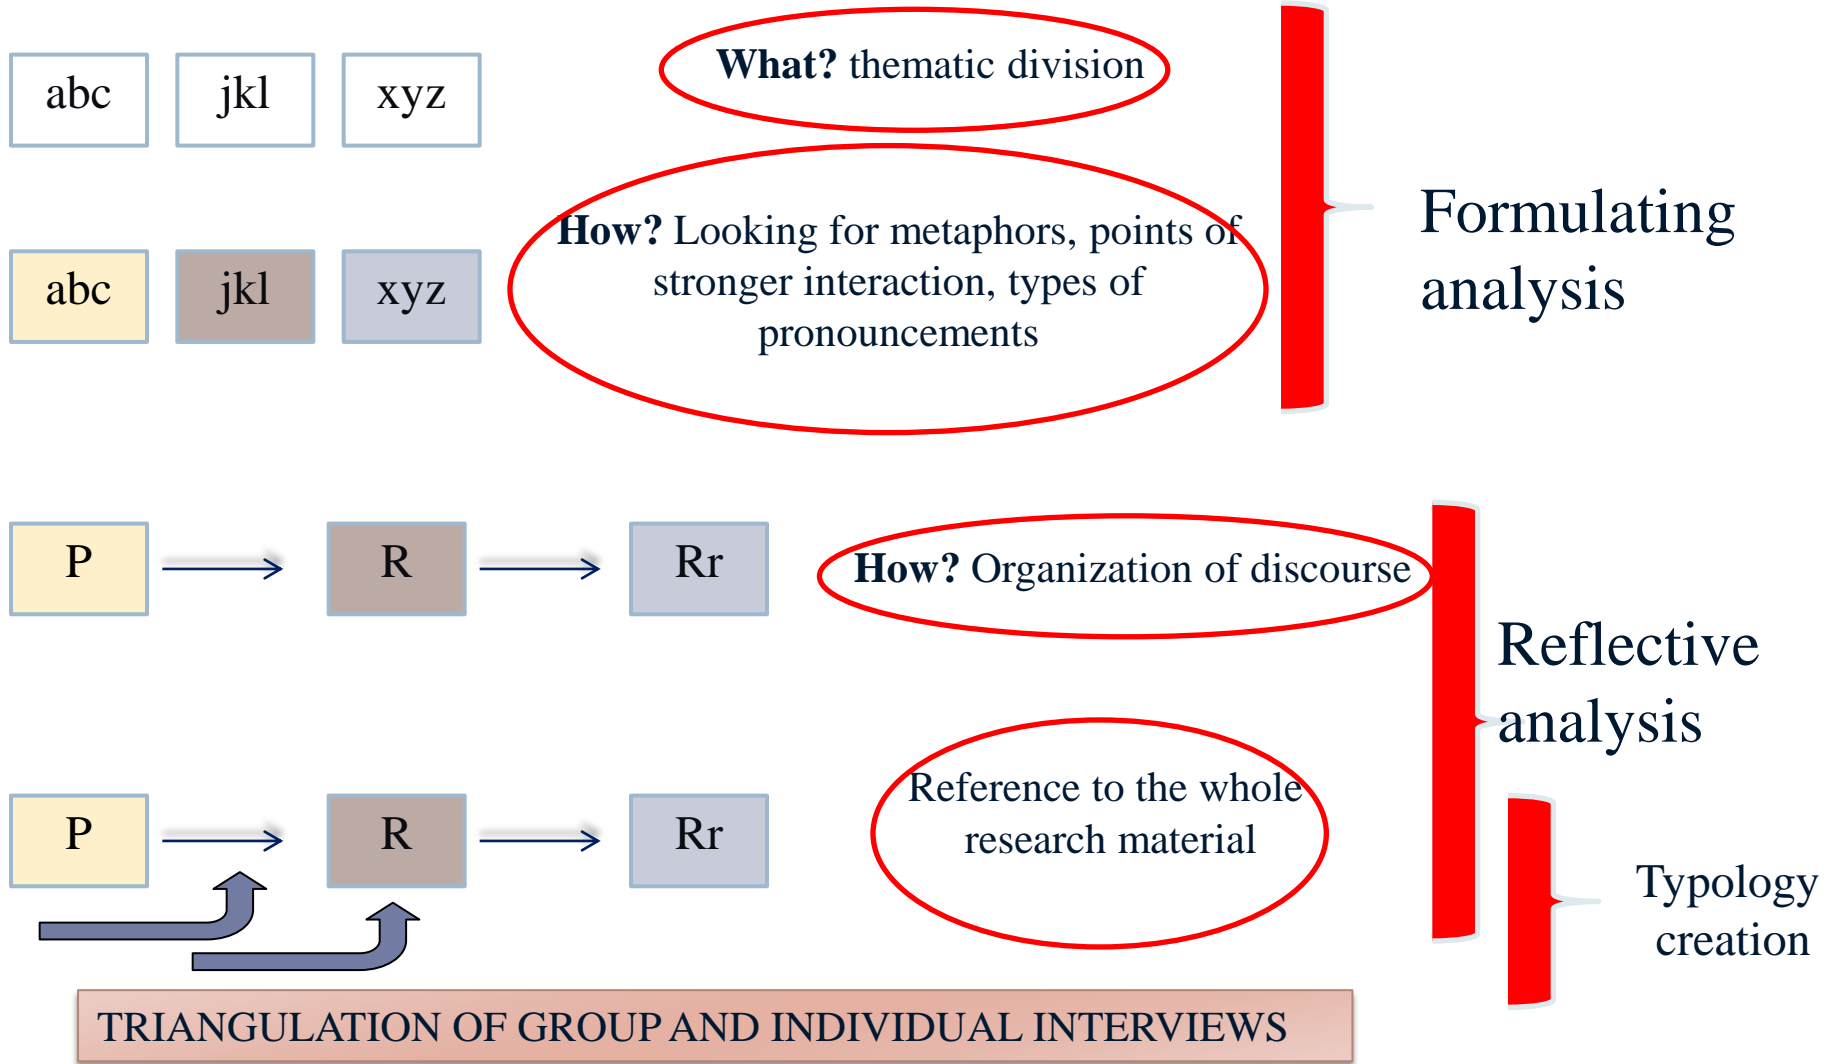 abc jkl xyz
What? thematic division
abc jkl xyz
How? Looking for metaphors, points of
stronger interaction, types of
pronouncements
Formulating
analysis
P R Rr
How? Organization of discourse
Reflective
analysis
P R Rr
Reference to the whole
research material
Typology
creation
TRIANGULATION OF GROUP AND INDIVIDUAL INTERVIEWS